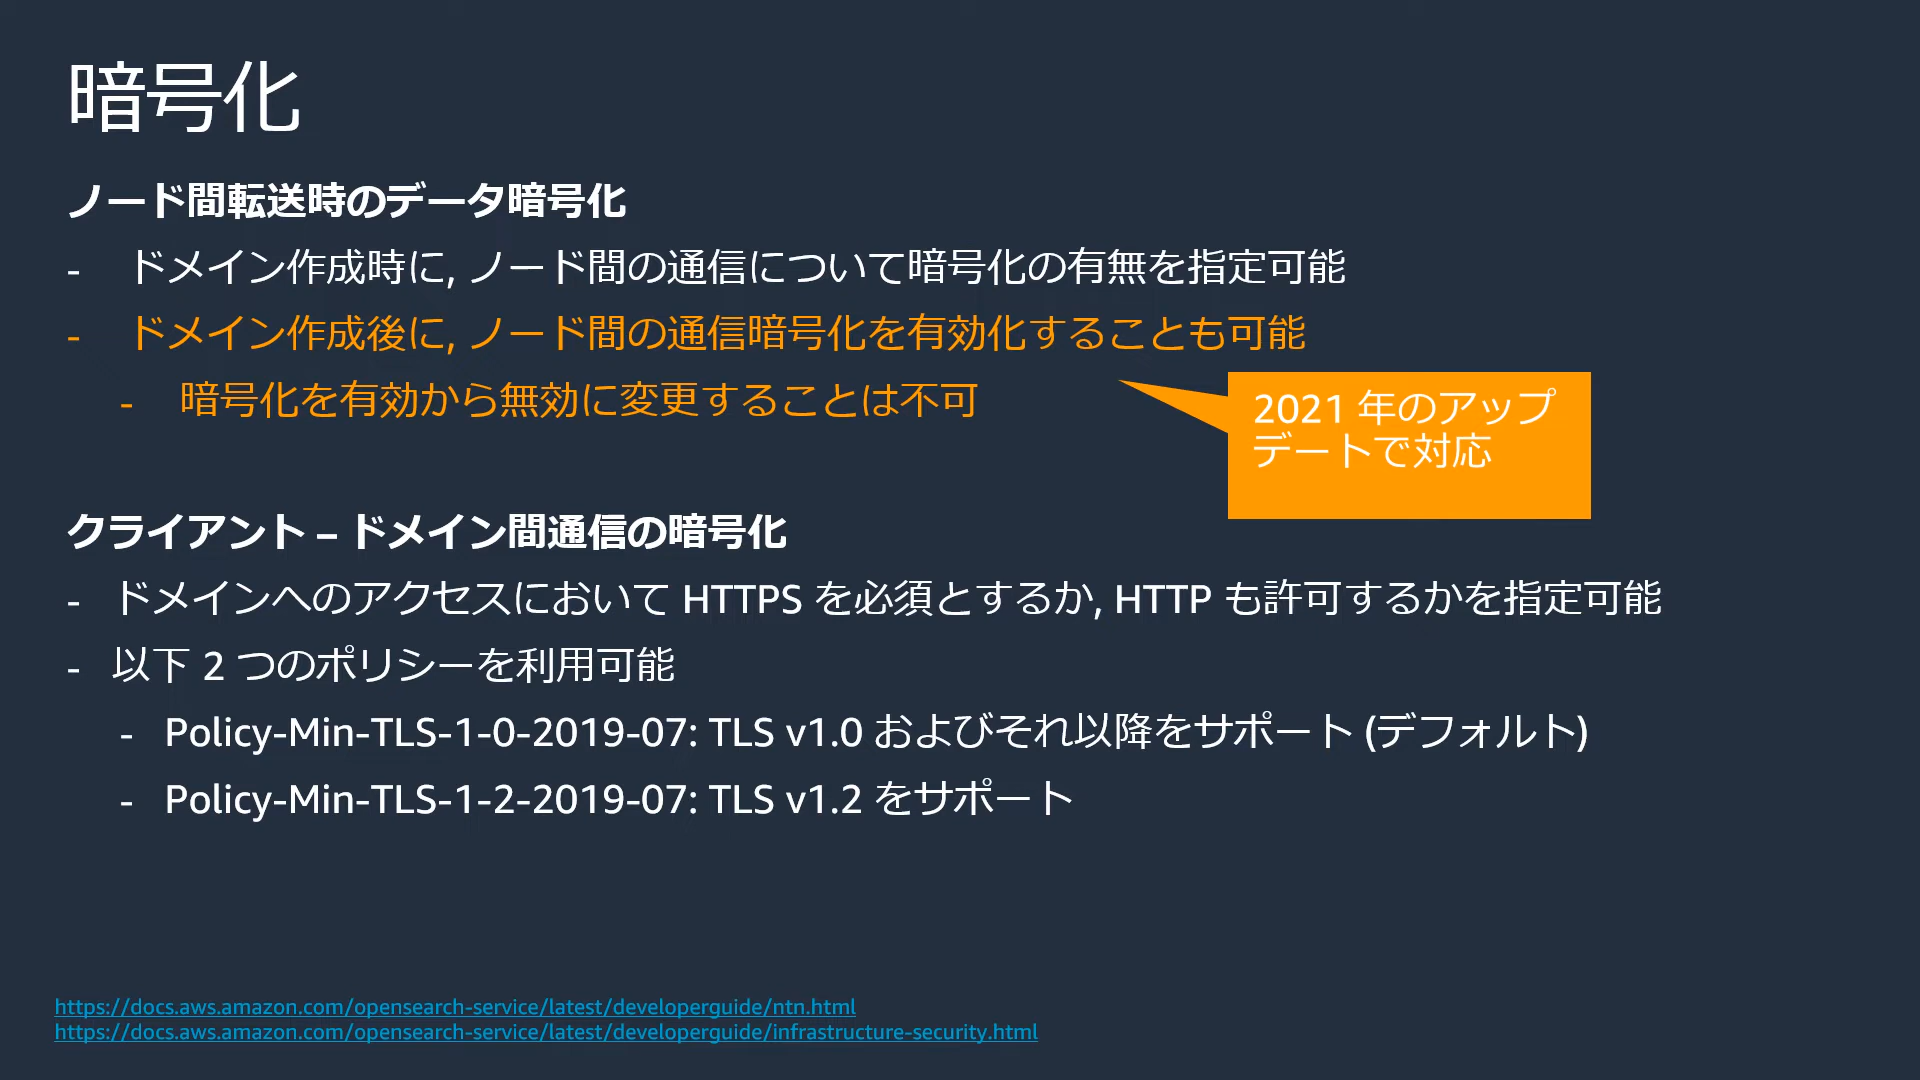 暗号化
ノード間転送時のデータ暗号化
- ドメイン作成時に, ノード間の通信について暗号化の有無を指定可能
- ドメイン作成後に, ノード間の通信暗号化を有効化することも可能
- 暗号化を有効から無効に変更することは不可
2021 年のアップ
デートで対応
クライアント – ドメイン間通信の暗号化
- ドメインへのアクセスにおいて HTTPS を必須とするか, HTTP も許可するかを指定可能
- 以下 2 つのポリシーを利用可能
- Policy-Min-TLS-1-0-2019-07: TLS v1.0 およびそれ以降をサポート (デフォルト)
- Policy-Min-TLS-1-2-2019-07: TLS v1.2 をサポート
https://docs.aws.amazon.com/opensearch-service/latest/developerguide/ntn.html
https://docs.aws.amazon.com/opensearch-service/latest/developerguide/infrastructure-security.html